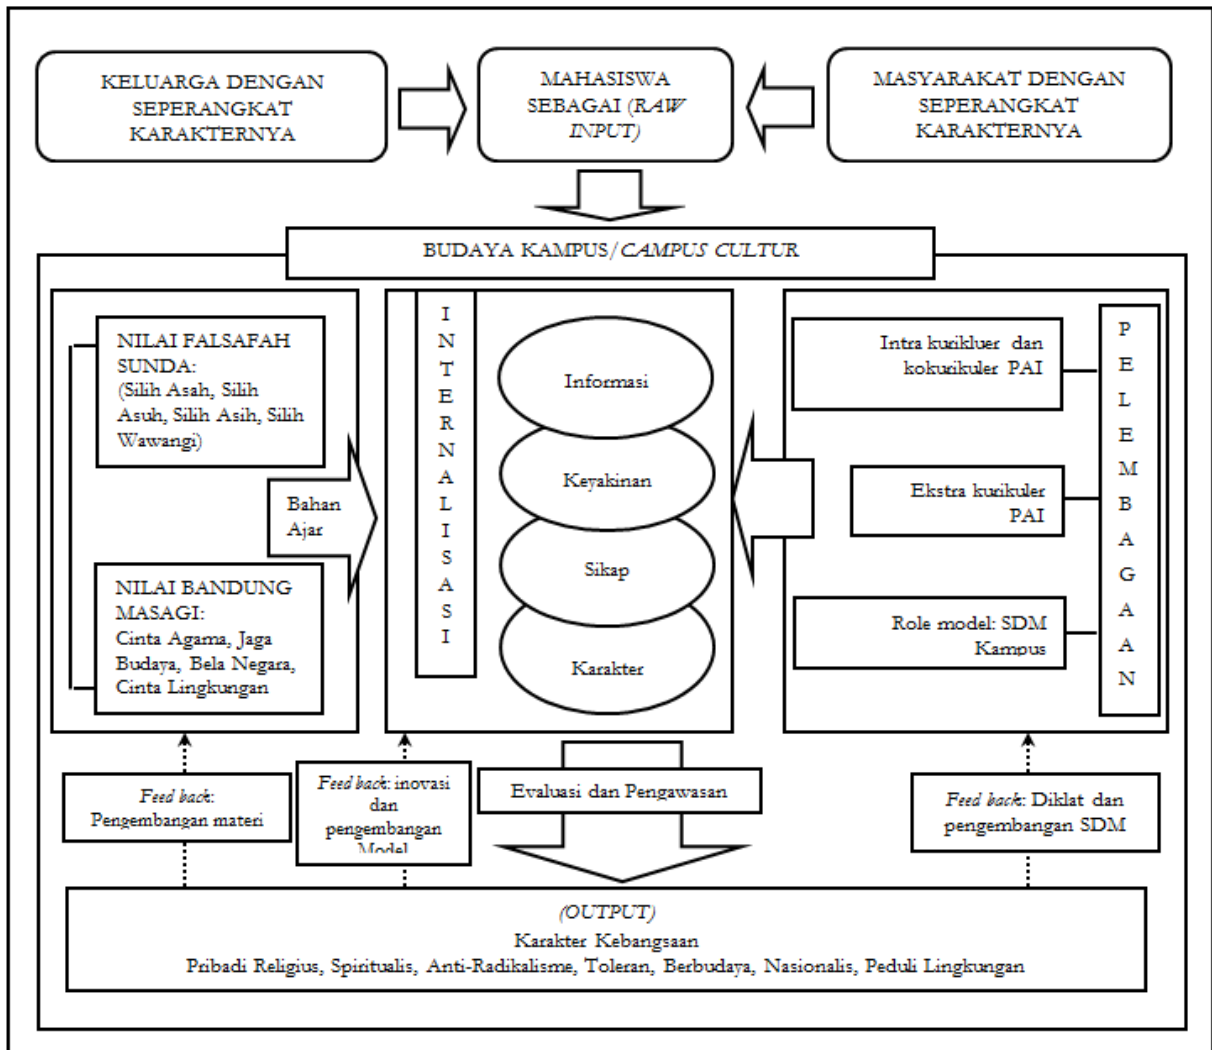 KELUARGA DENGAN
SEPERANGKAT
KARAKTERNYA
MAHASISWA
SEBAGAI (RAW
INPUT)
MASYARAKAT DENGAN
SEPERANGKAT
KARAKTERNYA
BUDAYA KAMPUS/CAMPUS CULTUR
NILAI FALSAFAH
SUNDA:
(Silih Asah, Silih
Asuh, Silih Asih, Silih
Wawangi)
Bahan
Ajar
NILAI BANDUNG
MASAGI:
Cinta Agama, Jaga
Budaya, Bela Negara,
Cinta Lingkungan
I
N
T
E
R
N
A
L
I
S
A
S
I
Informasi
Keyakinan
Sikap
Karakter
Intra kurikluer dan
kokurikuler PAI
Ekstra kurikuler
PAI
Role model: SDM
Kampus
P
E
L
E
M
B
A
G
A
A
N
Feed back:
Pengembangan materi
Feed back: inovasi
dan
pengembangan
Model
Evaluasi dan Pengawasan
Feed back: Diklat dan
pengembangan SDM
(OUTPUT)
Karakter Kebangsaan
Pribadi Religius, Spiritualis, Anti-Radikalisme, Toleran, Berbudaya, Nasionalis, Peduli Lingkungan